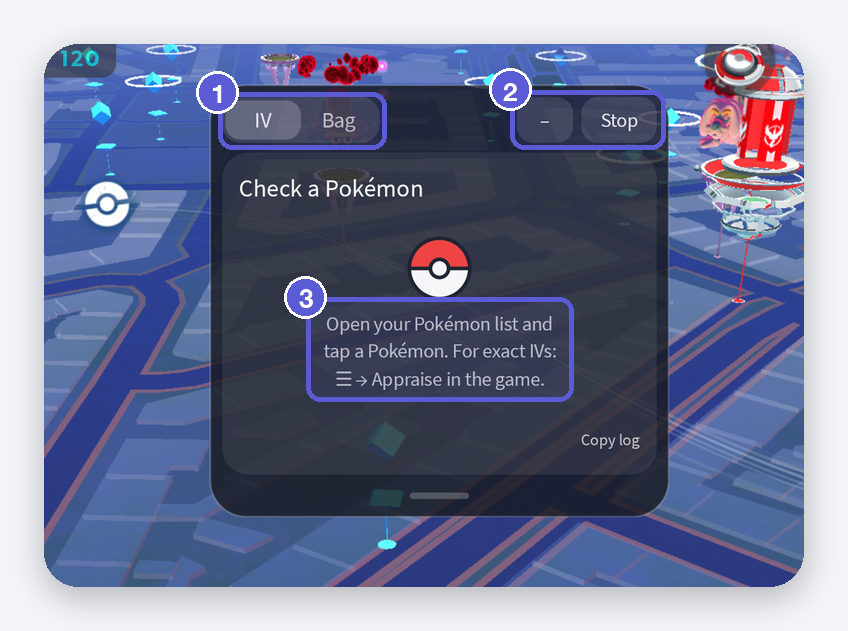 120
1
IV
Bag
2
–
Stop
Check a Pokémon
3
Open your Pokémon list and
tap a Pokémon. For exact IVs:
☰ → Appraise in the game.
Copy log